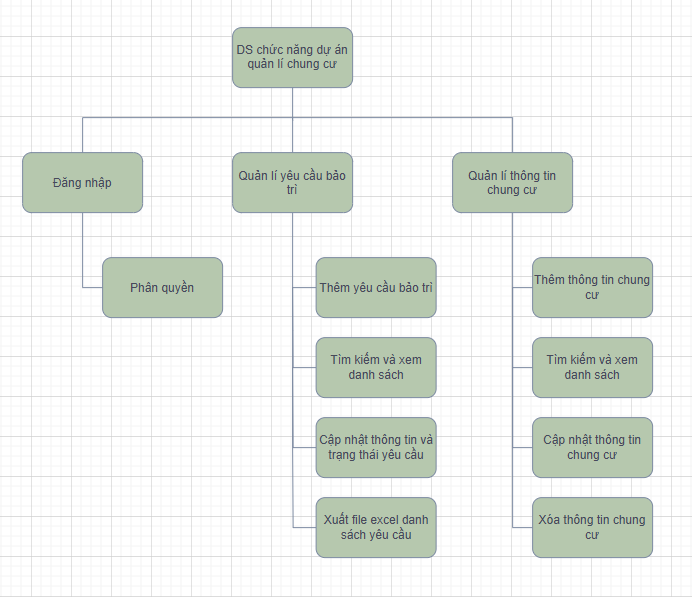 DS chức năng dự án
quản lí chung cư
Đăng nhập
Quản lí yêu cầu bảo
trì
Quản lí thông tin
chung cư
Phân quyền
Thêm yêu cầu bảo trì
Thêm thông tin chung
cư
Tìm kiếm và xem
danh sách
Tìm kiếm và xem
danh sách
Cập nhật thông tin và
trạng thái yêu cầu
Cập nhật thông tin
chung cư
Xuất file excel danh
sách yêu cầu
Xóa thông tin chung
cư